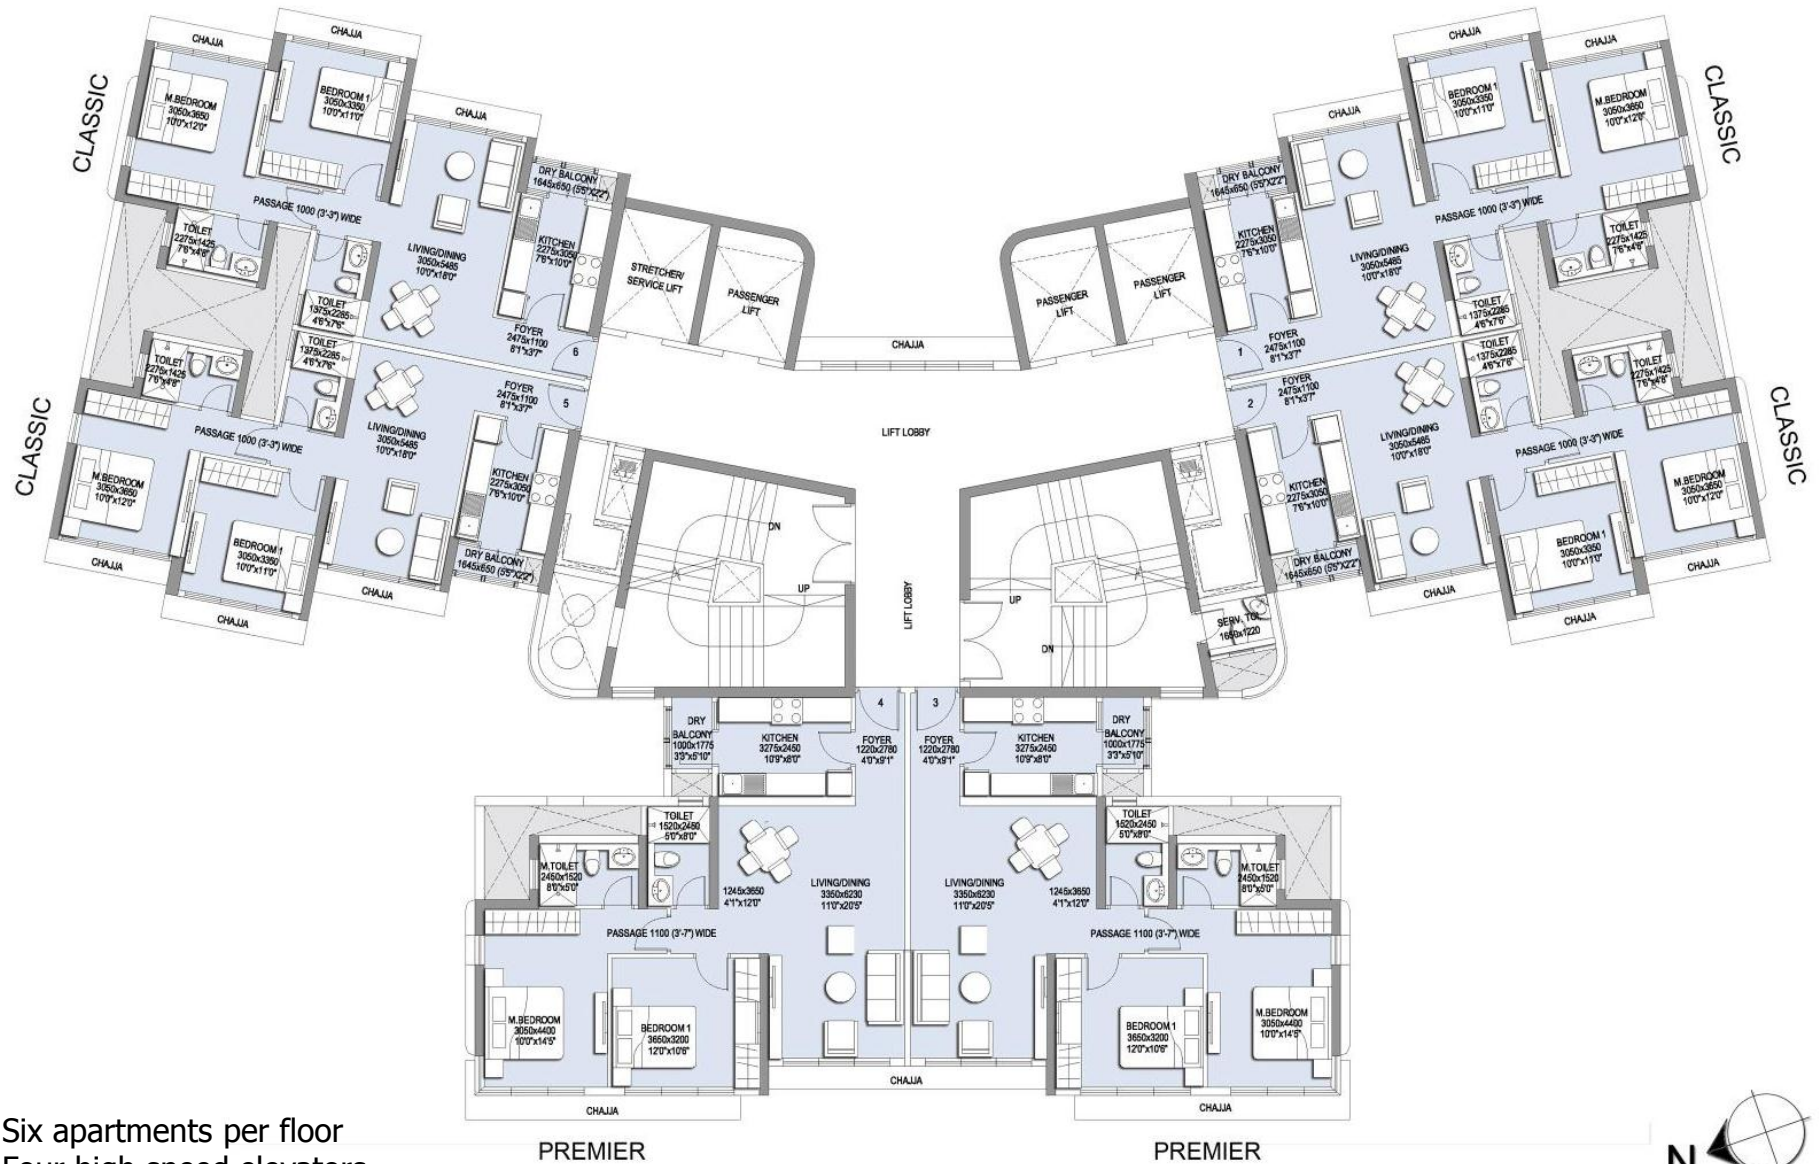 CHAJJA
CHAJJA
CLASSIC
M.BEDROOM
3050x3650
10'0"x12'0"
BEDROOM 1
3050x3350
10'0"x11'0"
CHAJJA
PASSAGE 1000 (3'-3") WIDE
DRY BALCONY
1645x650 (5'5"X2'2")
TOILET
2275x1425
7'6"x4'8"
LIVING/DINING
3050x5485
10'0"x18'0"
KITCHEN
2275x3050
7'6"x10'0"
TOILET
1375x2285
4'6"x7'6"
FOYER
2475x1100
8'1"x3'7"
6
STRETCHER/
SERVICE LIFT
PASSENGER
LIFT
CHAJJA
PASSENGER
LIFT
PASSENGER
LIFT
CHAJJA
CHAJJA
CLASSIC
CHAJJA
BEDROOM 1
3050x3350
10'0"x11'0"
M.BEDROOM
3050x3650
10'0"x12'0"
DRY BALCONY
1645x650 (5'5"X2'2")
PASSAGE 1000 (3'-3") WIDE
KITCHEN
2275x3050
7'6"x10'0"
LIVING/DINING
3050x5485
10'0"x18'0"
TOILET
2275x1425
7'6"x4'8"
TOILET
1375x2285
4'6"x7'6"
1
FOYER
2475x1100
8'1"x3'7"
TOILET
1375x2285
4'6"x7'6"
TOILET
2275x1425
7'6"x4'8"
FOYER
2475x1100
8'1"x3'7"
5
CLASSIC
PASSAGE 1000 (3'-3") WIDE
LIVING/DINING
3050x5485
10'0"x18'0"
KITCHEN
2275x3050
7'6"x10'0"
M.BEDROOM
3050x3650
10'0"x12'0"
BEDROOM 1
3050x3350
10'0"x11'0"
DRY BALCONY
1645x650 (5'5"X2'2")
CHAJJA
CHAJJA
CHAJJA
LIFT LOBBY
LIFT LOBBY
DN
UP
UP
DN
2
FOYER
2475x1100
8'1"x3'7"
TOILET
1375x2285
4'6"x7'6"
TOILET
2275x1425
7'6"x4'8"
CLASSIC
LIVING/DINING
3050x5485
10'0"x18'0"
PASSAGE 1000 (3'-3") WIDE
KITCHEN
2275x3050
7'6"x10'0"
M.BEDROOM
3050x3650
10'0"x12'0"
BEDROOM 1
3050x3350
10'0"x11'0"
DRY BALCONY
1645x650 (5'5"X2'2")
CHAJJA
CHAJJA
CHAJJA
SERV. TOI.
1650x1220
4
3
DRY
BALCONY
1000x1775
3'3"x5'10"
KITCHEN
3275x2450
10'9"x8'0"
FOYER
1220x2780
4'0"x9'1"
FOYER
1220x2780
4'0"x9'1"
KITCHEN
3275x2450
10'9"x8'0"
DRY
BALCONY
1000x1775
3'3"x5'10"
TOILET
1520x2450
5'0"x8'0"
M.TOILET
2450x1520
8'0"x5'0"
1245x3650
4'1"x12'0"
LIVING/DINING
3350x6230
11'0"x20'5"
LIVING/DINING
3350x6230
11'0"x20'5"
1245x3650
4'1"x12'0"
TOILET
1520x2450
5'0"x8'0"
M.TOILET
2450x1520
8'0"x5'0"
PASSAGE 1100 (3'-7") WIDE
PASSAGE 1100 (3'-7") WIDE
M.BEDROOM
3050x4400
10'0"x14'5"
BEDROOM 1
3650x3200
12'0"x10'6"
BEDROOM 1
3650x3200
12'0"x10'6"
M.BEDROOM
3050x4400
10'0"x14'5"
CHAJJA
CHAJJA
CHAJJA
PREMIER
PREMIER
Six apartments per floor
Four high speed elevators
N